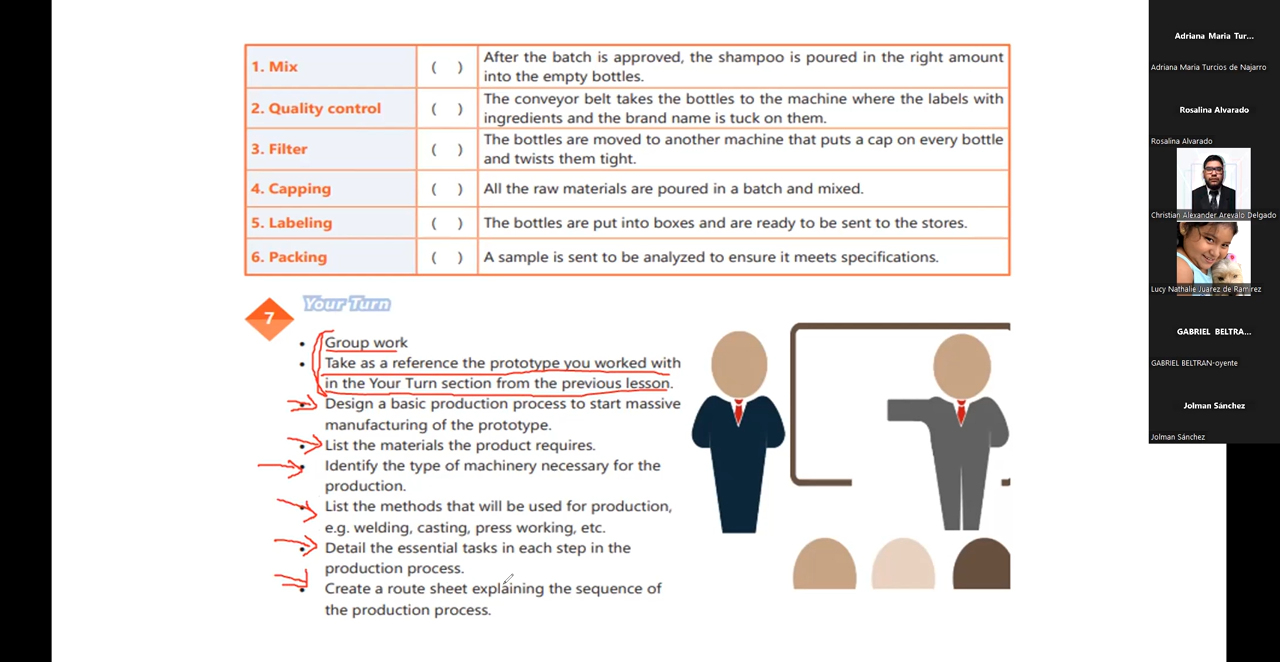 1. Mix
( )
After the batch is approved, the shampoo is poured in the right amount
into the empty bottles.
2. Quality control
( )
The conveyor belt takes the bottles to the machine where the labels with
ingredients and the brand name is tuck on them.
3. Filter
( )
The bottles are moved to another machine that puts a cap on every bottle
and twists them tight.
4. Capping
( )
All the raw materials are poured in a batch and mixed.
5. Labeling
( )
The bottles are put into boxes and are ready to be sent to the stores.
6. Packing
( )
A sample is sent to be analyzed to ensure it meets specifications.
7
Your Turn
• Group work
• Take as a reference the prototype you worked with
in the Your Turn section from the previous lesson.
• Design a basic production process to start massive
manufacturing of the prototype.
• List the materials the product requires.
• Identify the type of machinery necessary for the
production.
• List the methods that will be used for production,
e.g. welding, casting, press working, etc.
• Detail the essential tasks in each step in the
production process.
• Create a route sheet explaining the sequence of
the production process.
Adriana Maria Tur...
Adriana Maria Turcios de Najarro
Rosalina Alvarado
Rosalina Alvarado
Christian Alexander Arevalo Delgado
Lucy Nathalie Juarez de Ramirez
GABRIEL BELTRA...
GABRIEL BELTRAN-oyente
Jolman Sánchez
Jolman Sánchez